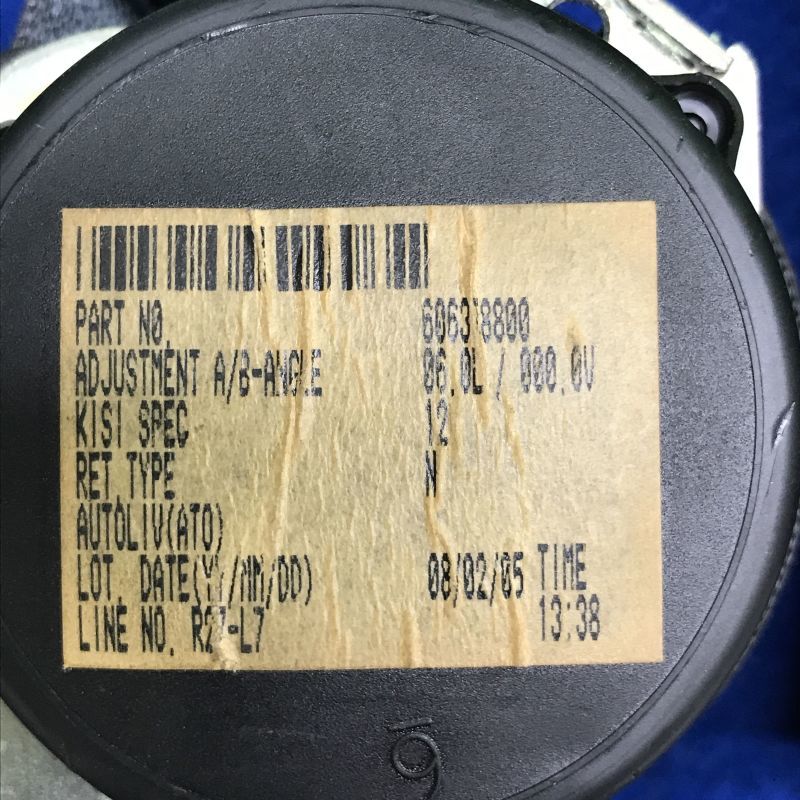 PART NO. 606378800
ADJUSTMENT A/B-ANGLE 06.0L / 000.0V
KISI SPEC 12
RET.TYPE N
AUTOLIV(ATO)
LOT. DATE(YY/MM/DD) 08/02/05 TIME
LINE NO. R27-L7 13:38